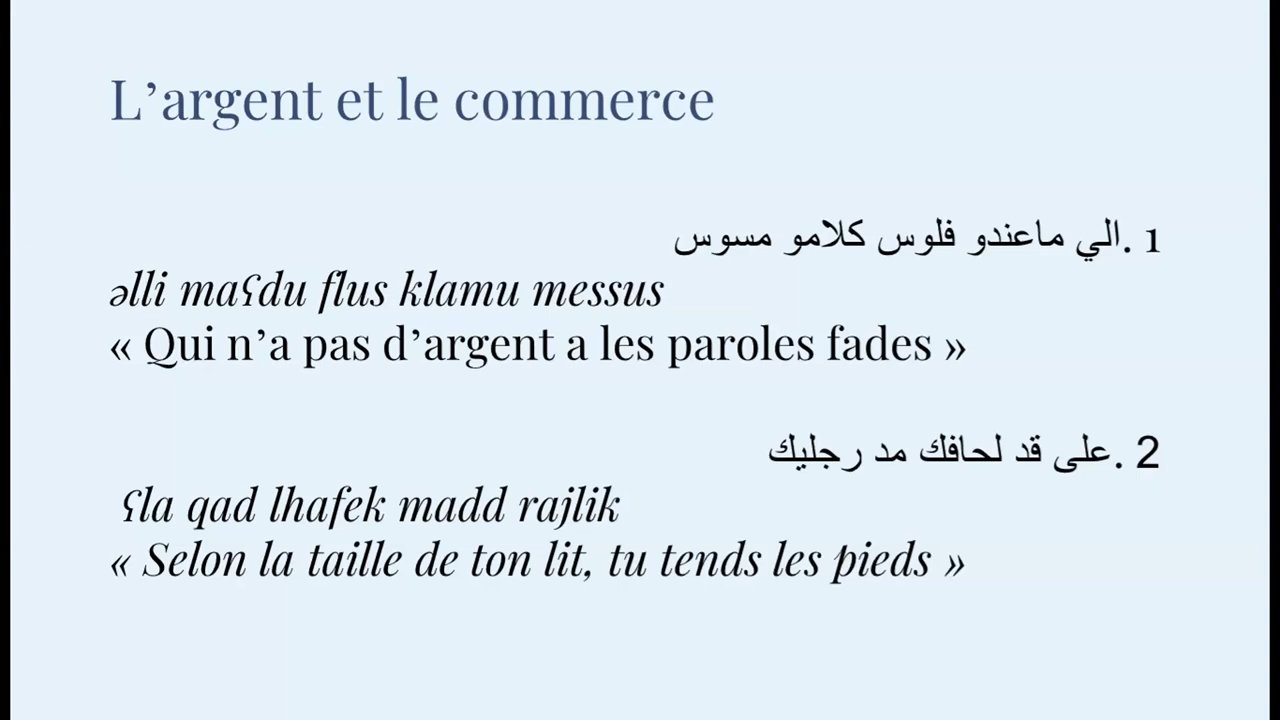 L’argent et le commerce
1 .الي ماعندو فلوس كلامو مسوس
əlli maʕdu flus klamu messus
« Qui n’a pas d’argent a les paroles fades »
2 .على قد لحافك مد رجليك
ʕla qad lhafek madd rajlik
« Selon la taille de ton lit, tu tends les pieds »